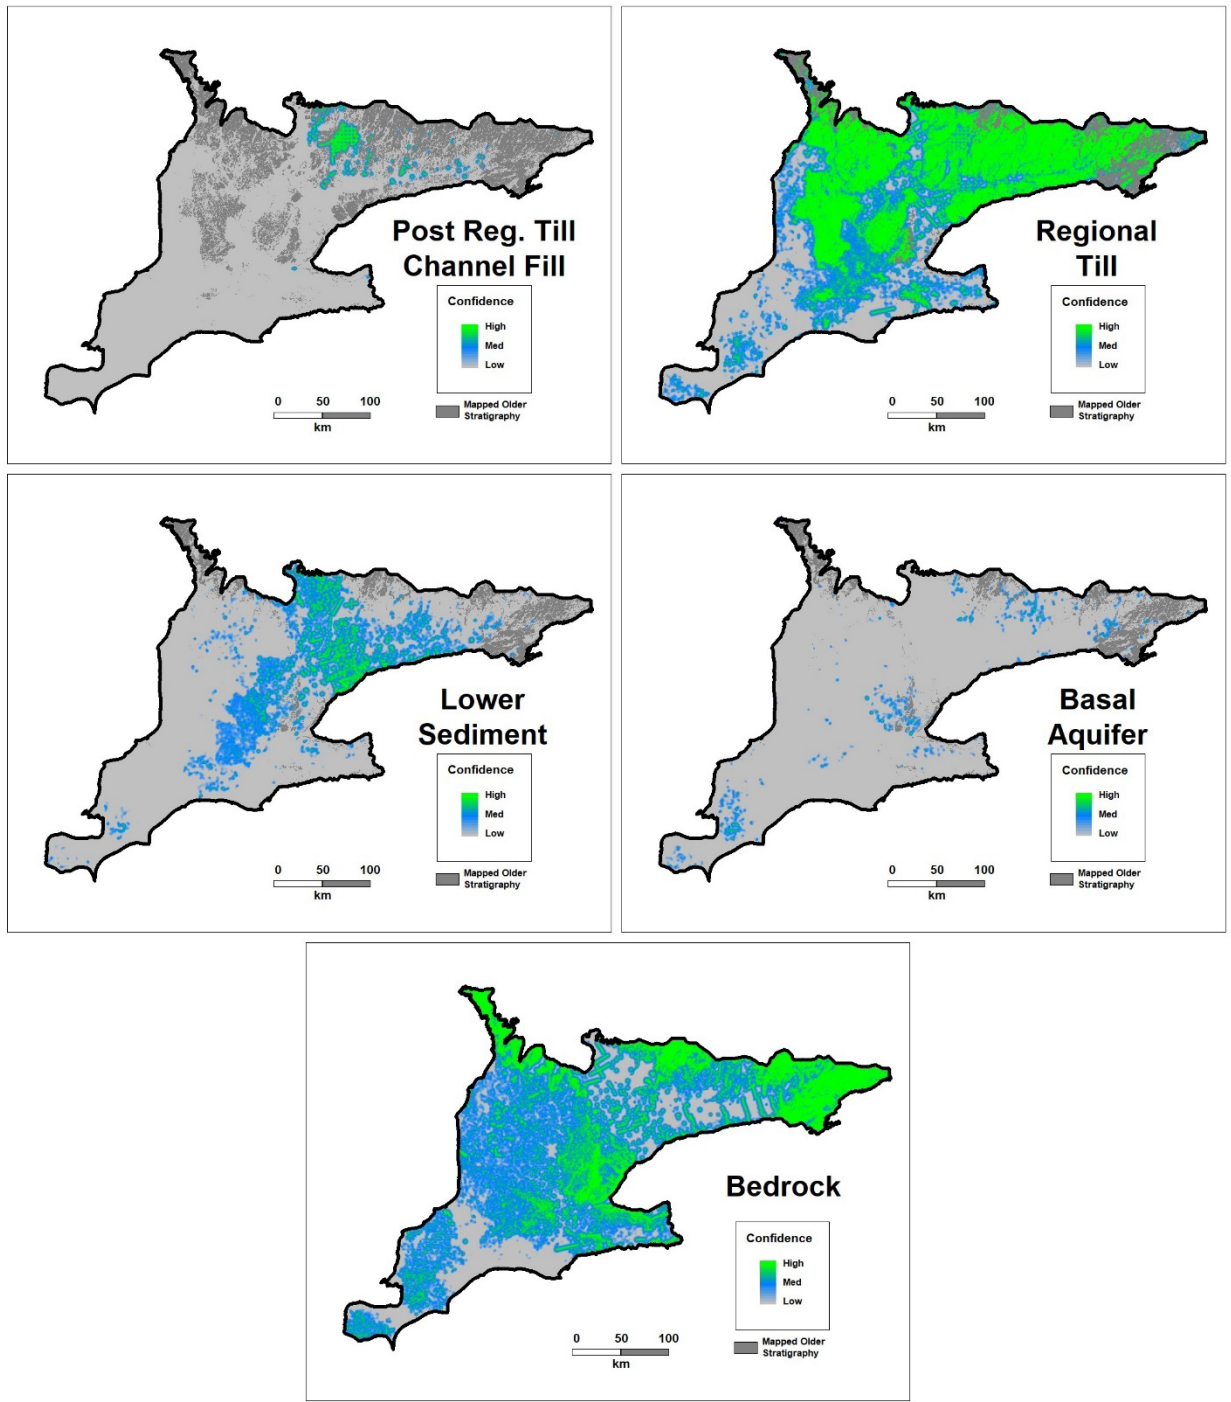 Post Reg. Till
Channel Fill
Confidence
High
Med
Low
0 50 100
km
Mapped Older
Stratigraphy
Regional
Till
Confidence
High
Med
Low
0 50 100
km
Mapped Older
Stratigraphy
Lower
Sediment
Confidence
High
Med
Low
0 50 100
km
Mapped Older
Stratigraphy
Basal
Aquifer
Confidence
High
Med
Low
0 50 100
km
Mapped Older
Stratigraphy
Bedrock
Confidence
High
Med
Low
0 50 100
km
Mapped Older
Stratigraphy